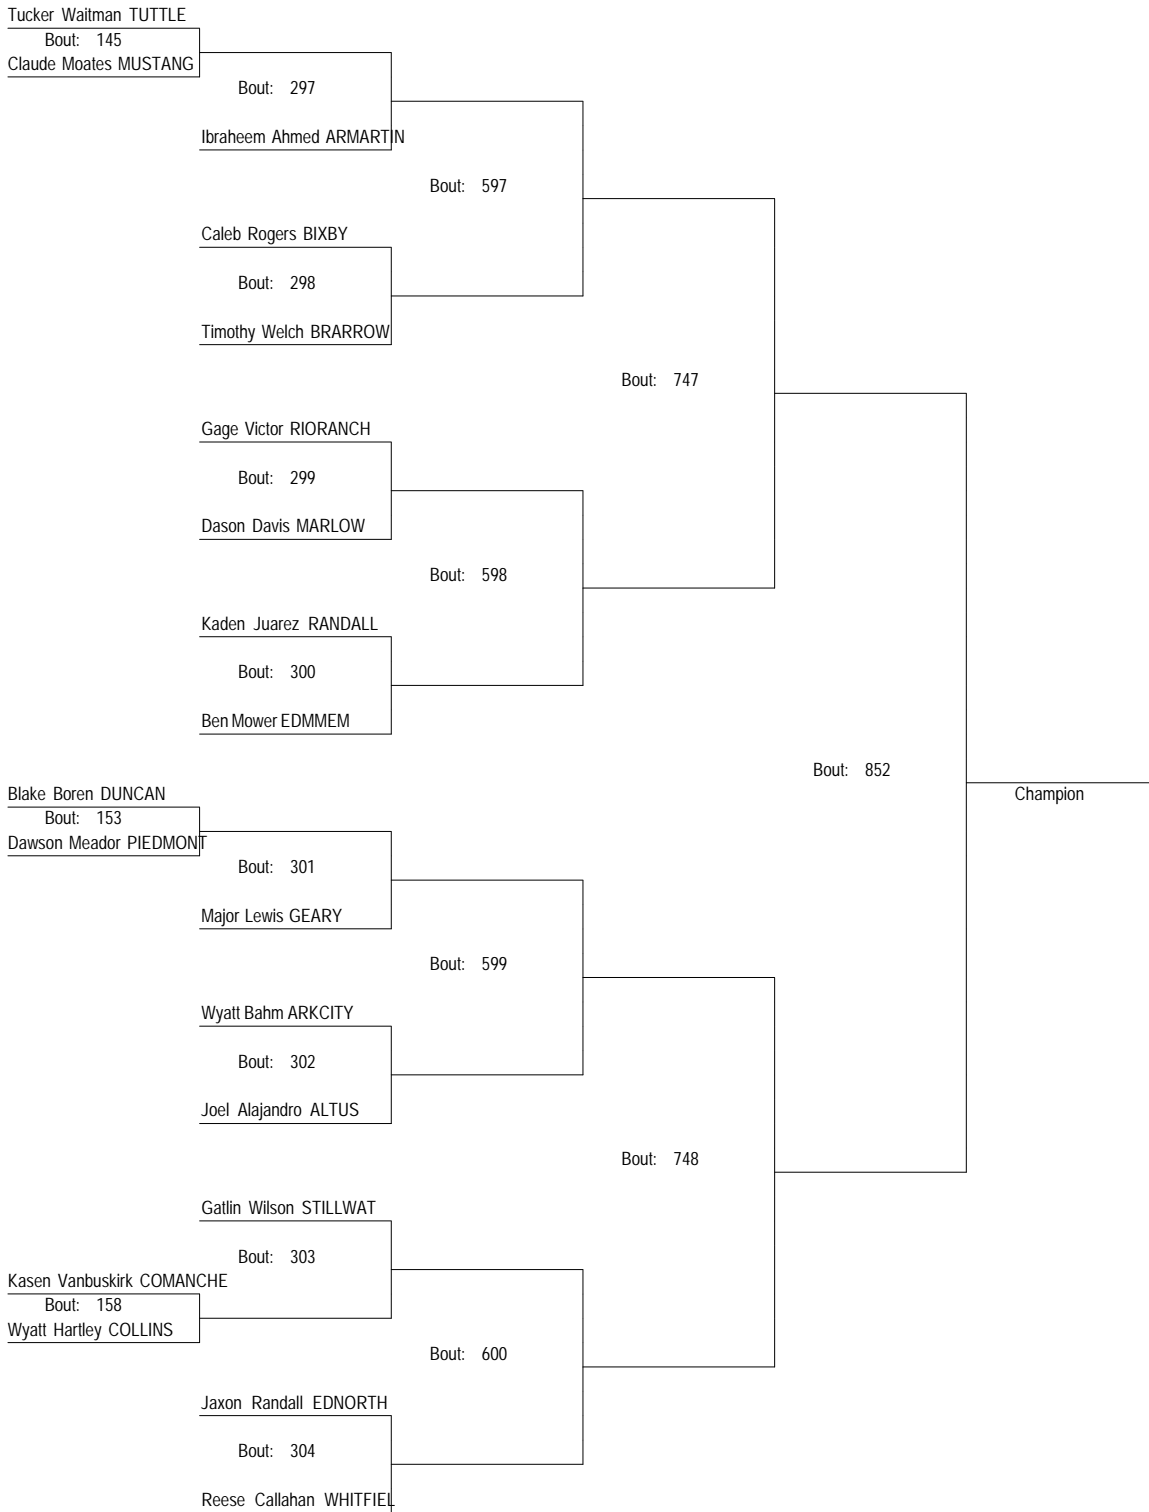 Tucker Waitman TUTTLE
Bout: 145
Claude Moates MUSTANG
Bout: 297
Ibraheem Ahmed ARMARTIN
Bout: 597
Caleb Rogers BIXBY
Bout: 298
Timothy Welch BRARROW
Bout: 747
Gage Victor RIORANCH
Bout: 299
Dason Davis MARLOW
Bout: 598
Kaden Juarez RANDALL
Bout: 300
Ben Mower EDMMEM
Bout: 852
Champion
Blake Boren DUNCAN
Bout: 153
Dawson Meador PIEDMONT
Bout: 301
Major Lewis GEARY
Bout: 599
Wyatt Bahm ARKCITY
Bout: 302
Joel Alajandro ALTUS
Bout: 748
Gatlin Wilson STILLWAT
Bout: 303
Kasen Vanbuskirk COMANCHE
Bout: 158
Wyatt Hartley COLLINS
Bout: 600
Jaxon Randall EDNORTH
Bout: 304
Reese Callahan WHITFIEL